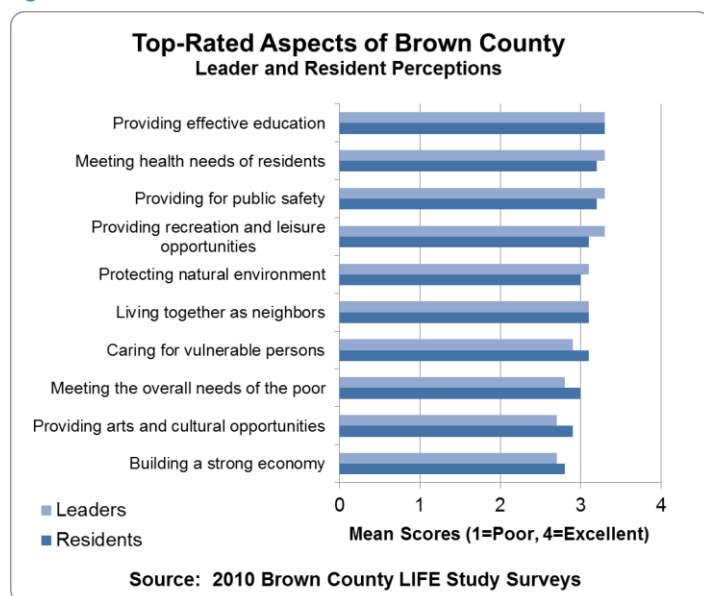 Top-Rated Aspects of Brown County
Leader and Resident Perceptions
Providing effective education
Meeting health needs of residents
Providing for public safety
Providing recreation and leisure
opportunities
Protecting natural environment
Living together as neighbors
Caring for vulnerable persons
Meeting the overall needs of the poor
Providing arts and cultural opportunities
Building a strong economy
0 1 2 3 4
Leaders
Residents
Mean Scores (1=Poor, 4=Excellent)
Source: 2010 Brown County LIFE Study Surveys